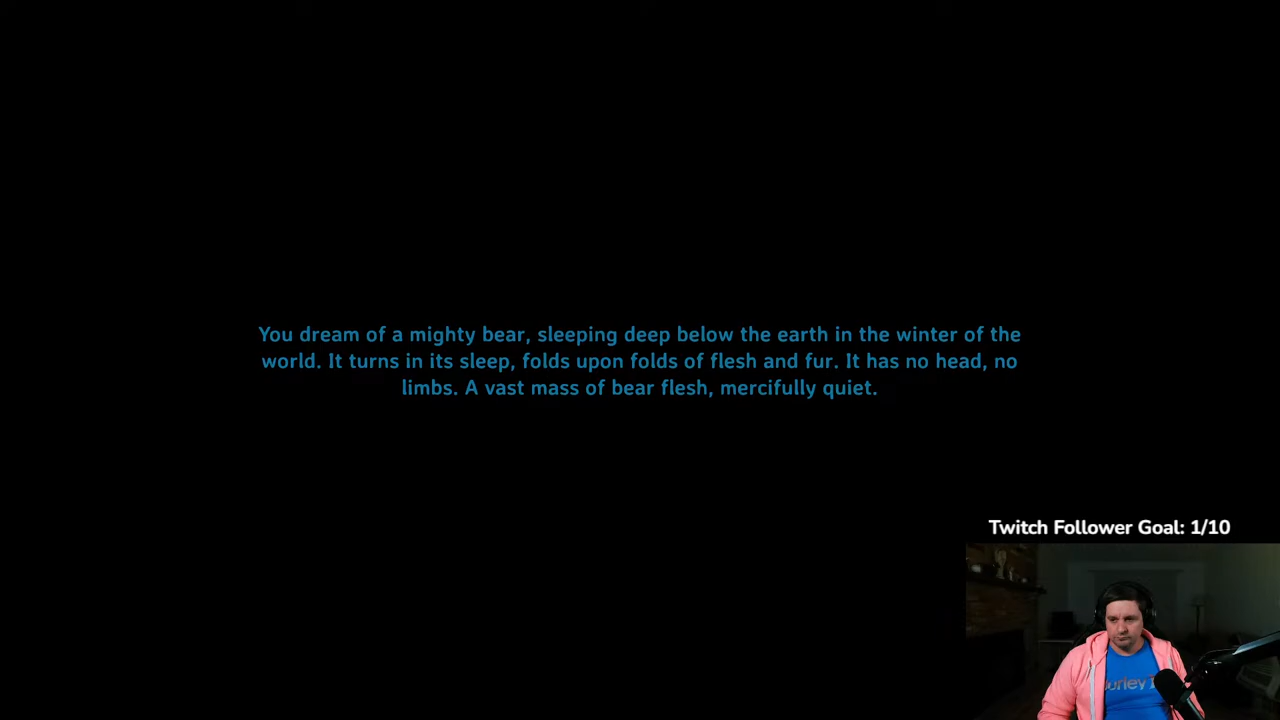 You dream of a mighty bear, sleeping deep below the earth in the winter of the
world. It turns in its sleep, folds upon folds of flesh and fur. It has no head, no
limbs. A vast mass of bear flesh, mercifully quiet.
Twitch Follower Goal: 1/10